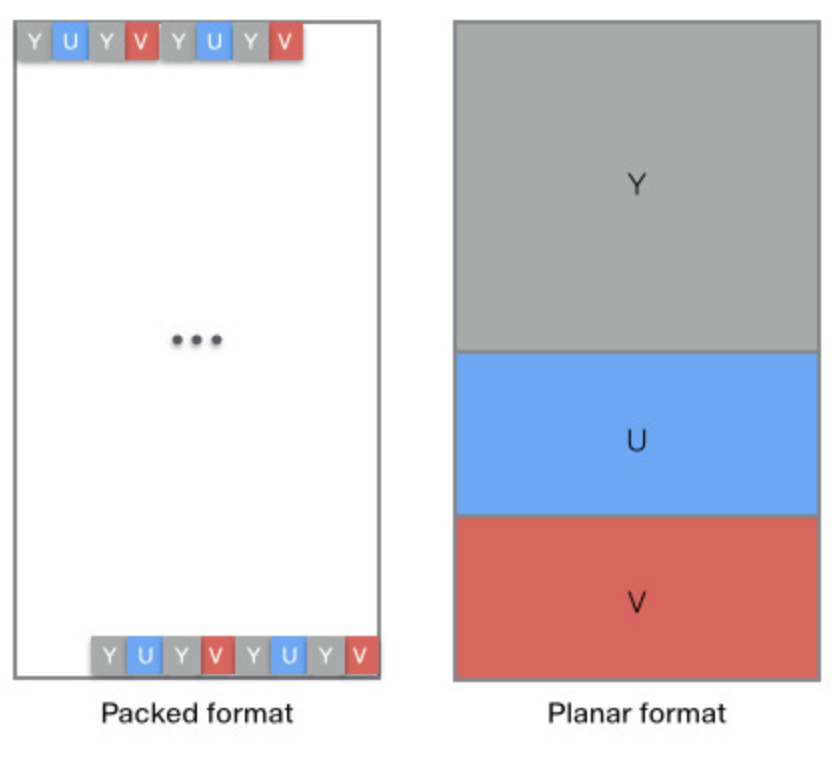 Y U Y V Y U Y V
Y
...
U
V
Y U Y V Y U Y V
Packed format
Planar format